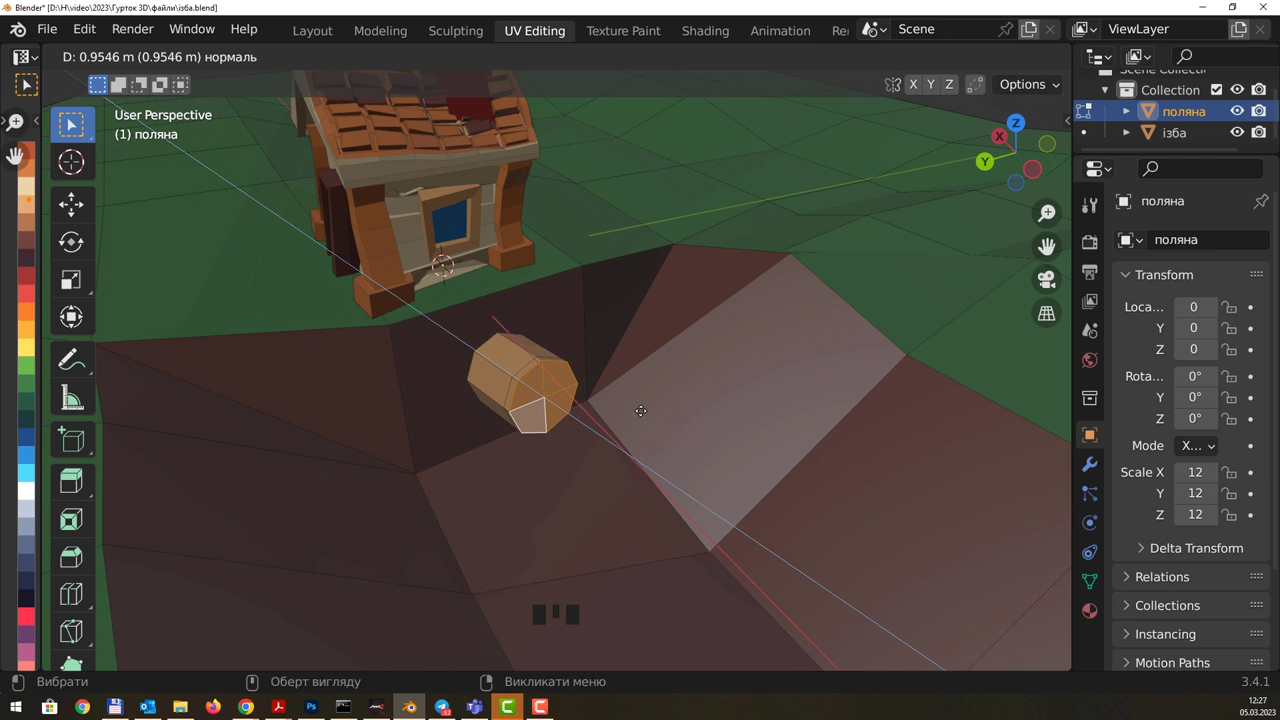 Blender* [D:\H\video\2023\Гурток 3D\файли\ізба.blend]
File Edit Render Window Help Layout Modeling Sculpting UV Editing Texture Paint Shading Animation Re Scene ViewLayer
D: 0.9546 m (0.9546 m) нормаль
X Y Z Options
User Perspective
(1) поляна
Z
X
Y
Collection
поляна
ізба
поляна
поляна
Transform
Loca... 0
Y 0
Z 0
Rota... 0°
Y 0°
Z 0°
Mode X...
Scale X 12
Y 12
Z 12
Delta Transform
Relations
Collections
Instancing
Motion Paths
Вибрати Оберт вигляду Викликати меню 3.4.1
12:27
05.03.2023